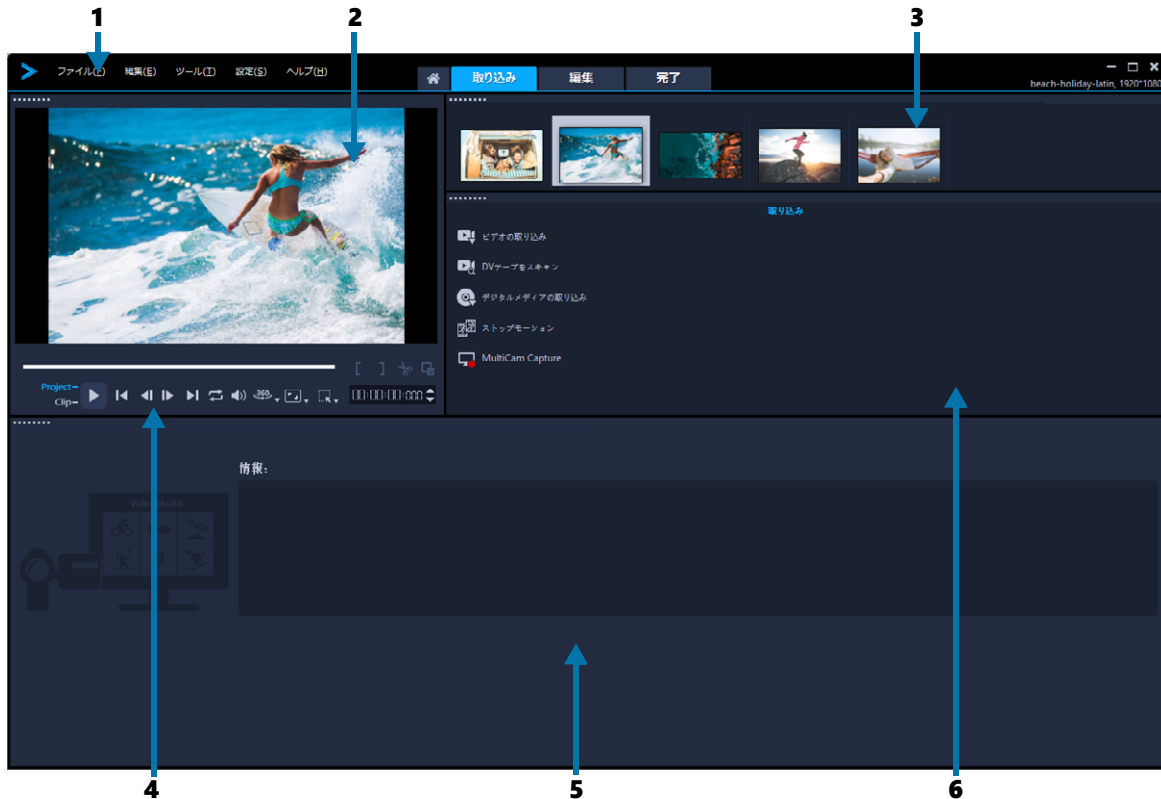 1 2 3
ファイル(F) 編集(E) ツール(T) 設定(S) ヘルプ(H)
取り込み 編集 完了
beach-holiday-latin, 1920*1080
取り込み
ビデオの取り込み
DVテープをスキャン
デジタルメディアの取り込み
ストップモーション
MultiCam Capture
Project-
Clip-
360
00:00:00:000
情報:
VideoStudio
4 5 6